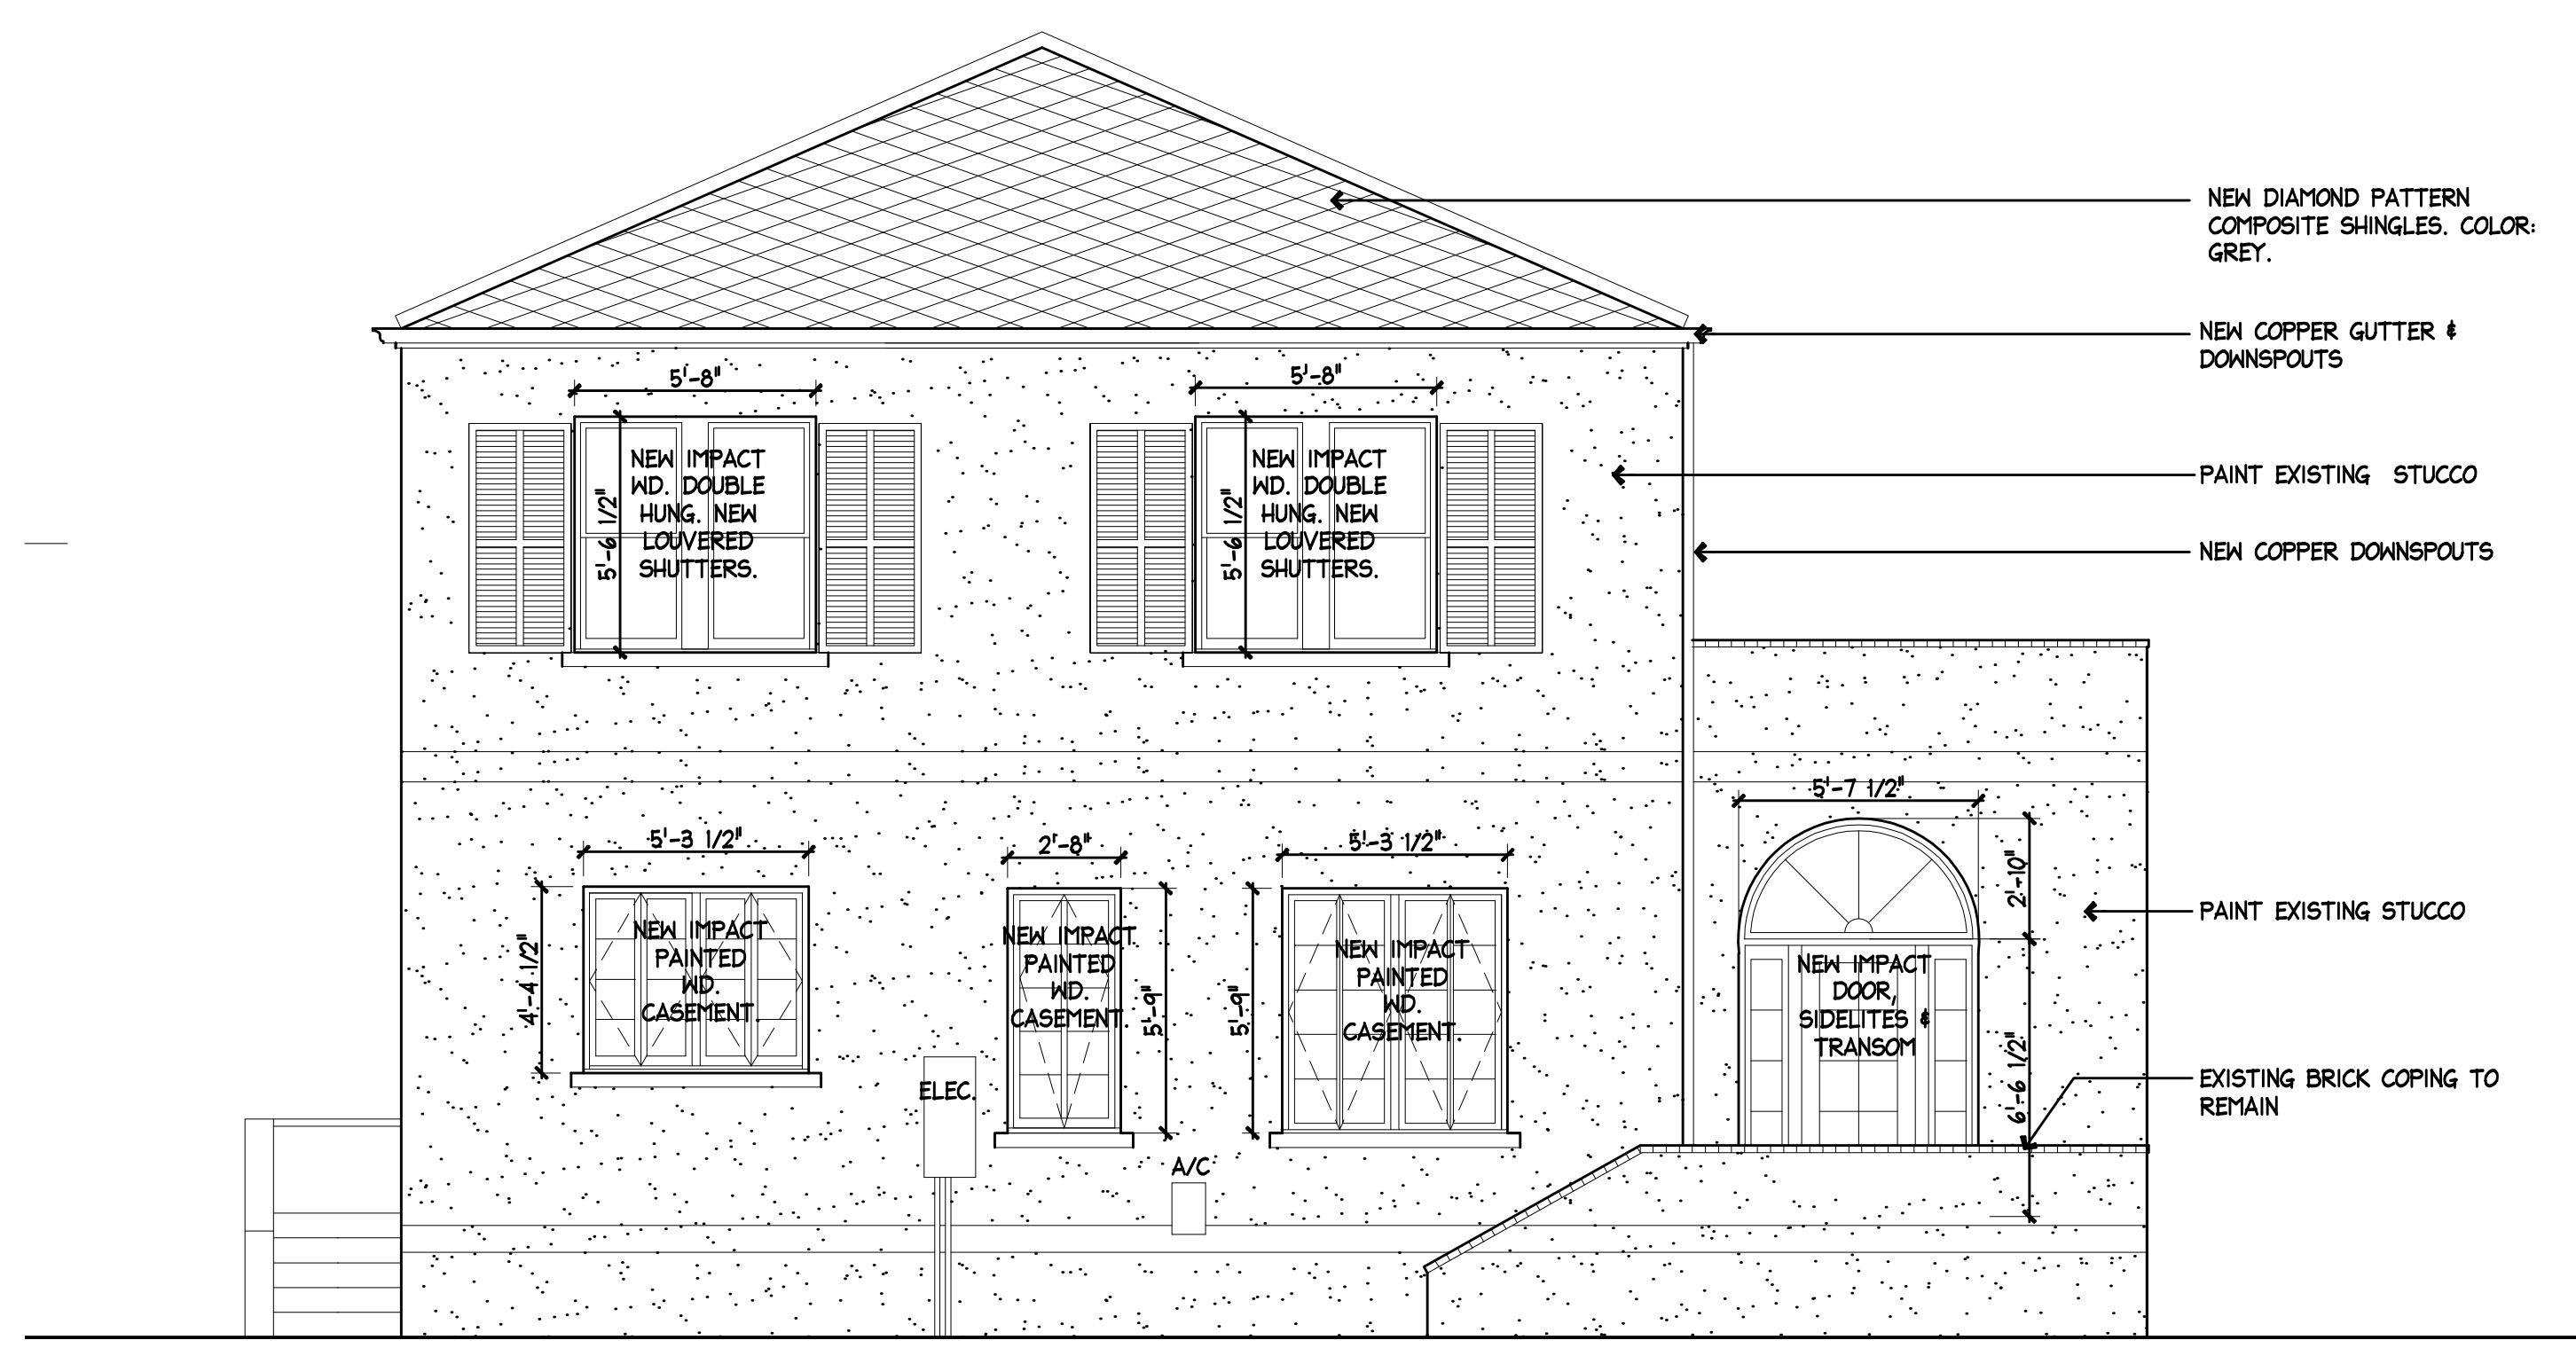 NEW DIAMOND PATTERN
COMPOSITE SHINGLES. COLOR:
GREY.
NEW COPPER GUTTER &
DOWNSPOUTS
5'-8"
5'-8"
NEW IMPACT
WD. DOUBLE
HUNG. NEW
LOUVERED
SHUTTERS.
5'-6 1/2"
NEW IMPACT
WD. DOUBLE
HUNG. NEW
LOUVERED
SHUTTERS.
5'-6 1/2"
PAINT EXISTING STUCCO
NEW COPPER DOWNSPOUTS
5'-3 1/2"
2'-8"
5'-3 1/2"
5'-7 1/2"
4'-4 1/2"
NEW IMPACT
PAINTED
WD.
CASEMENT.
NEW IMPACT
PAINTED
WD.
CASEMENT.
5'-9"
5'-9"
NEW IMPACT
PAINTED
WD.
CASEMENT.
2'-10"
NEW IMPACT
DOOR,
SIDELITES &
TRANSOM
6'-6 1/2"
PAINT EXISTING STUCCO
ELEC.
A/C
EXISTING BRICK COPING TO
REMAIN